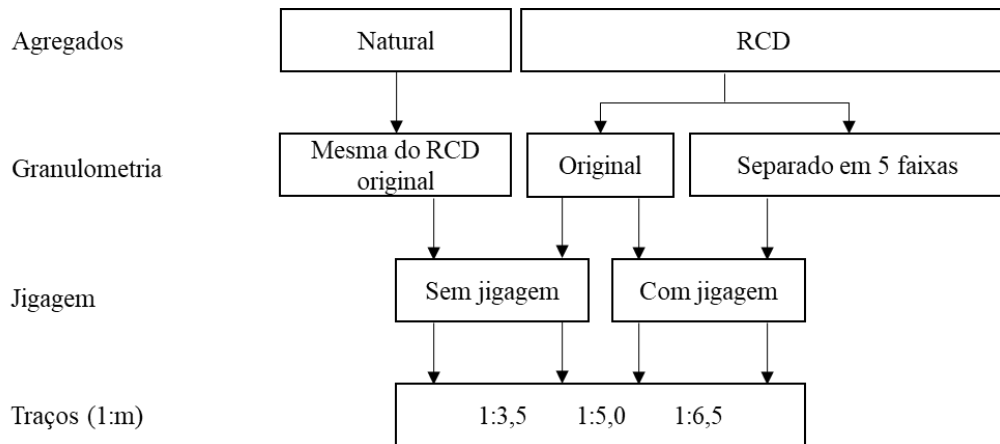 Agregados
Natural
RCD
Granulometria
Mesma do RCD
original
Original
Separado em 5 faixas
Jigagem
Sem jigagem
Com jigagem
Traços (1:m)
1:3,5 1:5,0 1:6,5